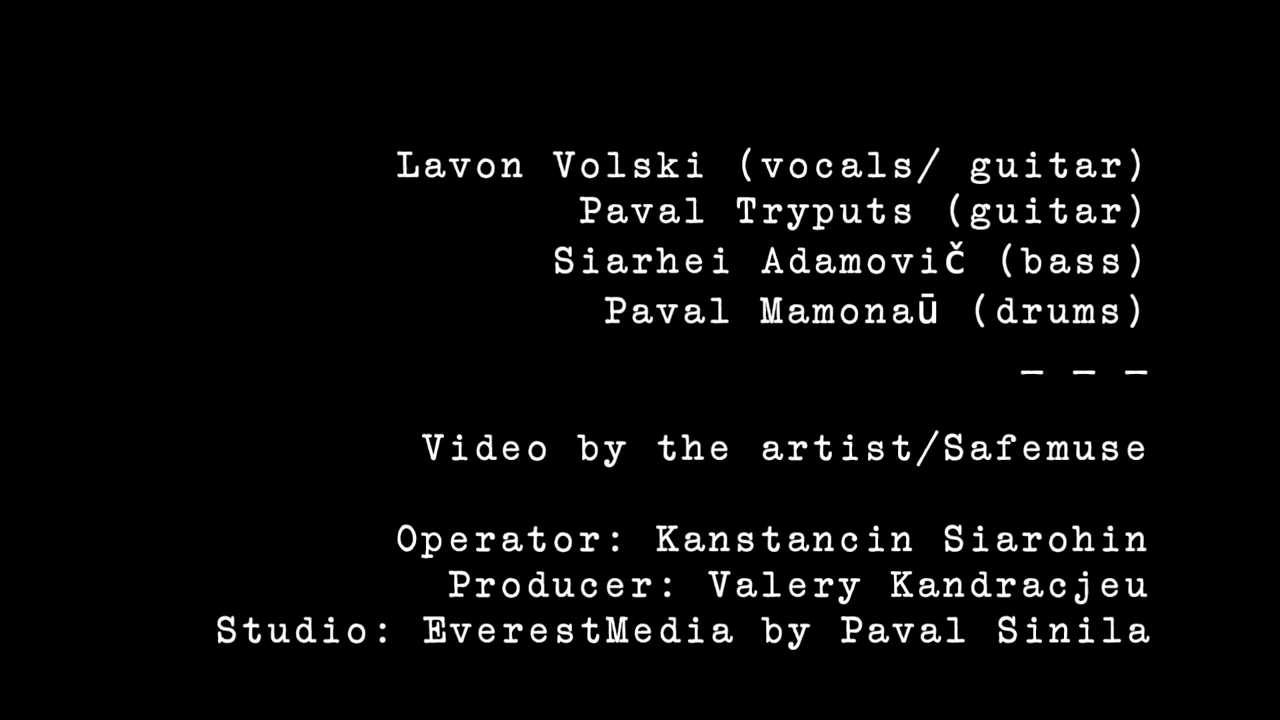 Lavon Volski (vocals/ guitar)
Paval Tryputs (guitar)
Siarhei Adamovič (bass)
Paval Mamonaū (drums)
– – –
Video by the artist/Safemuse
Operator: Kanstancin Siarohin
Producer: Valery Kandracjeu
Studio: EverestMedia by Paval Sinila